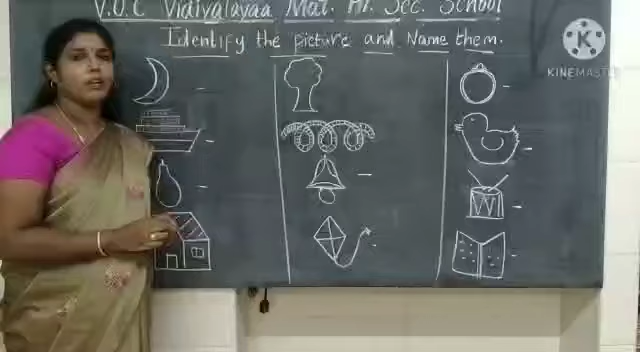 V.O.C Vidiyalayaa Mat. Hr. Sec. School
Identify the picture and Name them.
KINEMASTER